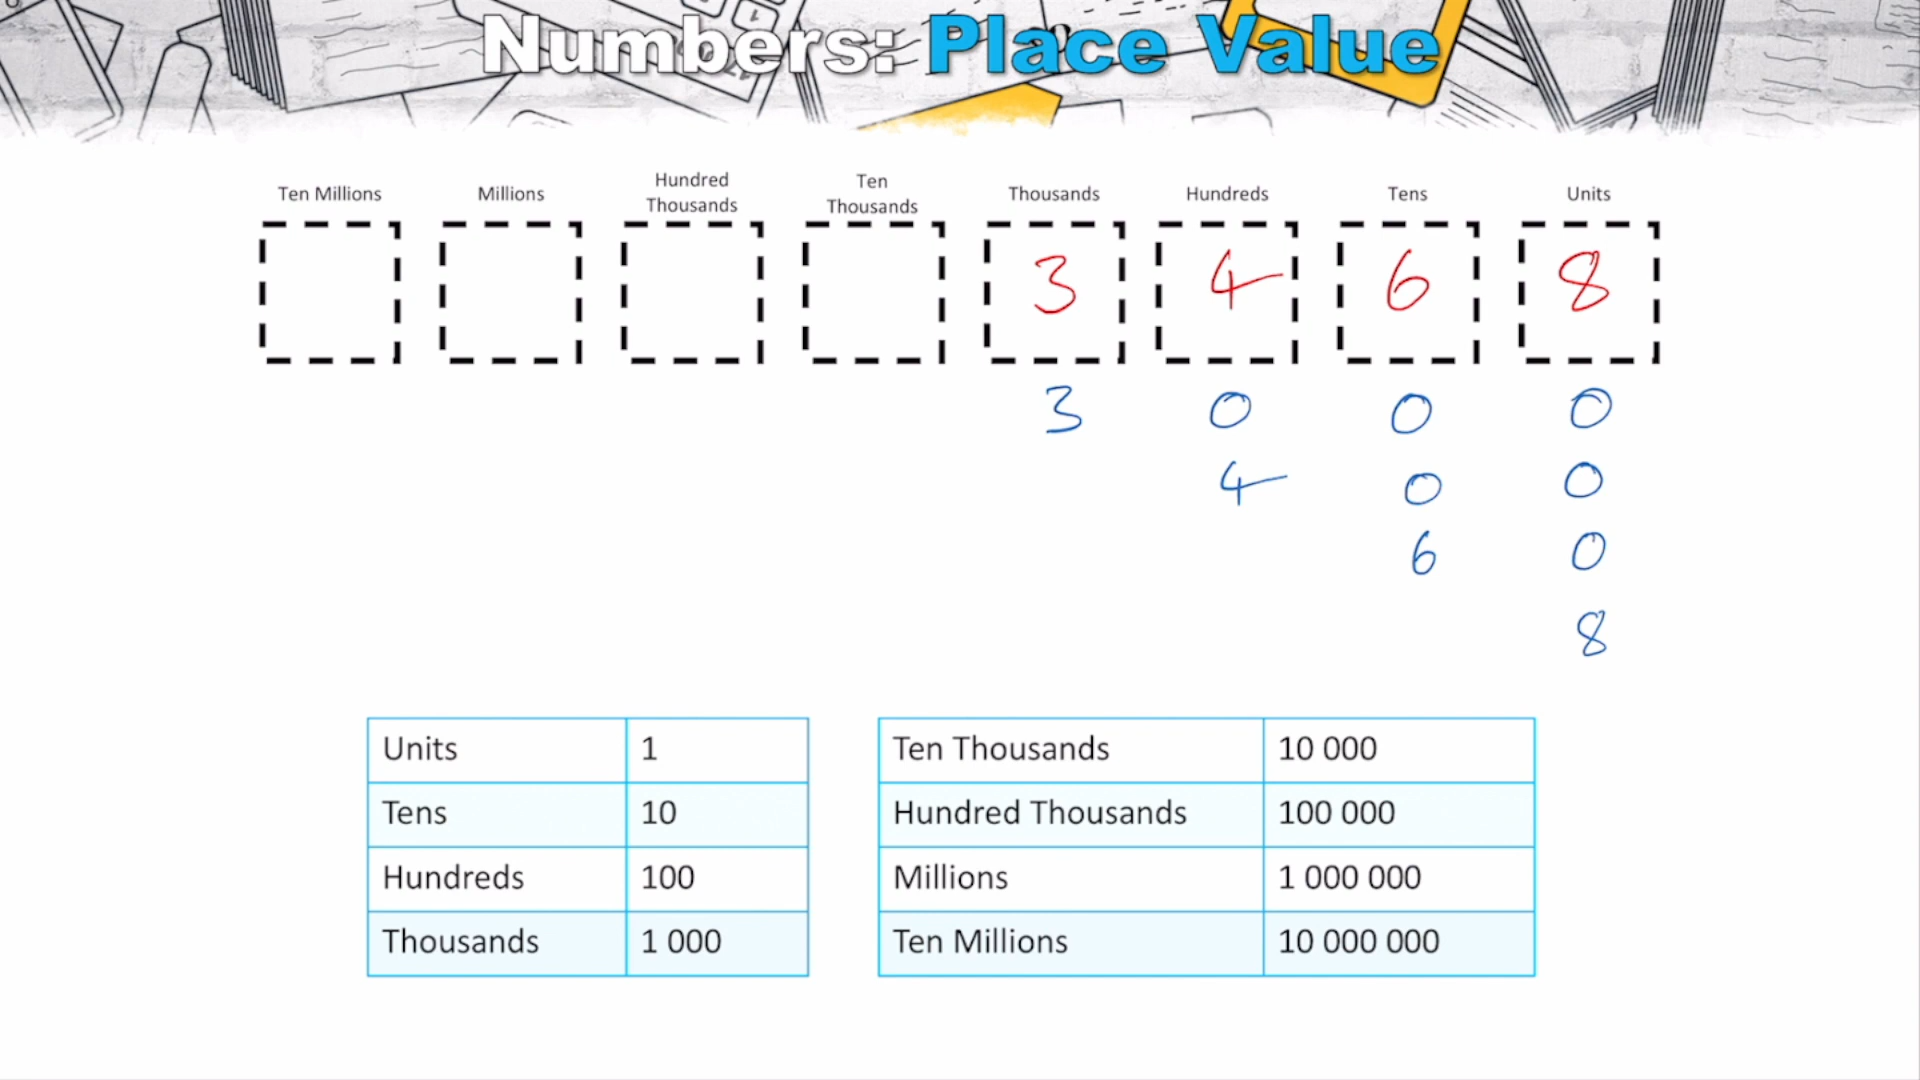 Numbers: Place Value
Ten Millions Millions Hundred Thousands Ten Thousands Thousands Hundreds Tens Units
3 4 6 8
3 0 0 0
4 0 0
6 0
8
Units 1 Ten Thousands 10 000
Tens 10 Hundred Thousands 100 000
Hundreds 100 Millions 1 000 000
Thousands 1 000 Ten Millions 10 000 000